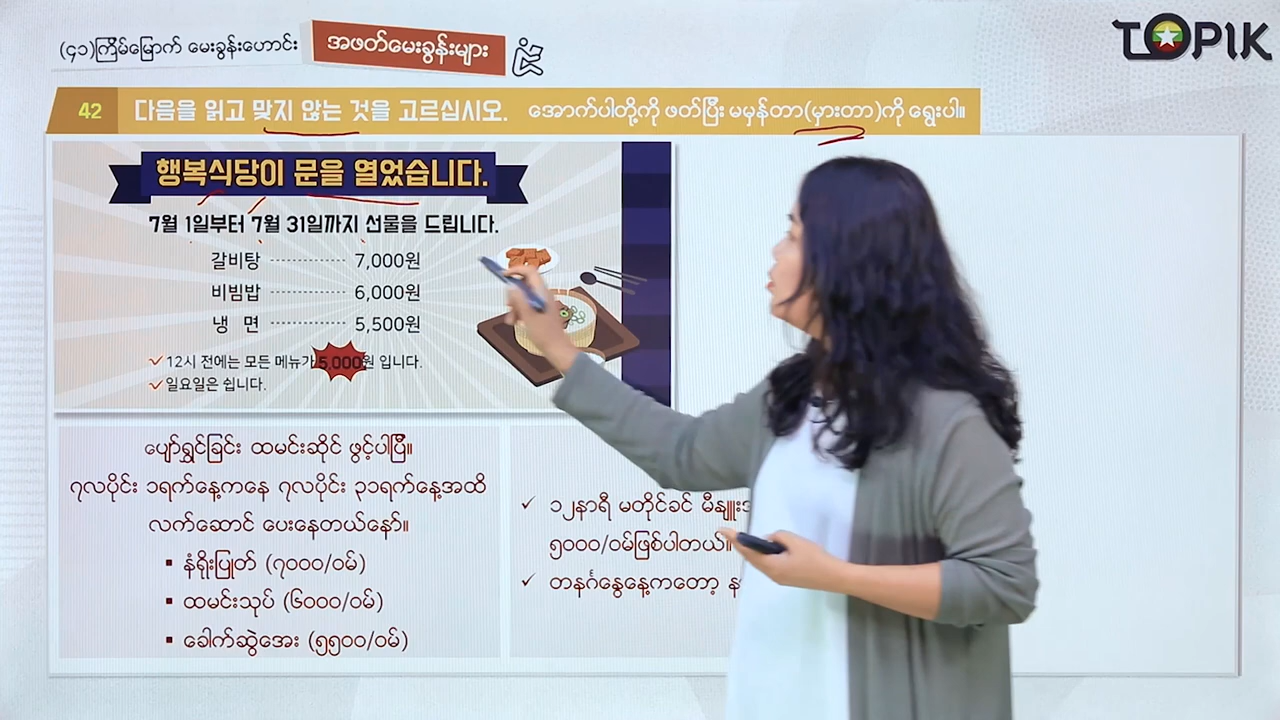 (၄၁)ကြိမ်မြောက် မေးခွန်းဟောင်း
အဖတ်မေးခွန်းများ
TOPIK
42 다음을 읽고 맞지 않는 것을 고르십시오. အောက်ပါတို့ကို ဖတ်ပြီး မမှန်တာ(မှားတာ)ကို ရွေးပါ။
행복식당이 문을 열었습니다.
7월 1일부터 7월 31일까지 선물을 드립니다.
갈비탕 ---------- 7,000원
비빔밥 ---------- 6,000원
냉 면 ---------- 5,500원
12시 전에는 모든 메뉴가 5,000원 입니다.
일요일은 쉽니다.
ပျော်ရွှင်ခြင်း ထမင်းဆိုင် ဖွင့်ပါပြီ။
၇လပိုင်း ၁ရက်နေ့ကနေ ၇လပိုင်း ၃၁ရက်နေ့အထိ
လက်ဆောင် ပေးနေတယ်နော်။
နံရိုးပြုတ် (၇၀၀၀/ဝမ်)
ထမင်းသုပ် (၆၀၀၀/ဝမ်)
ခေါက်ဆွဲအေး (၅၅၀၀/ဝမ်)
၁၂နာရီ မတိုင်ခင်
၅၀၀၀/ဝမ်ဖြစ်ပါတယ်။
တနင်္ဂနွေနေ့ကတော့